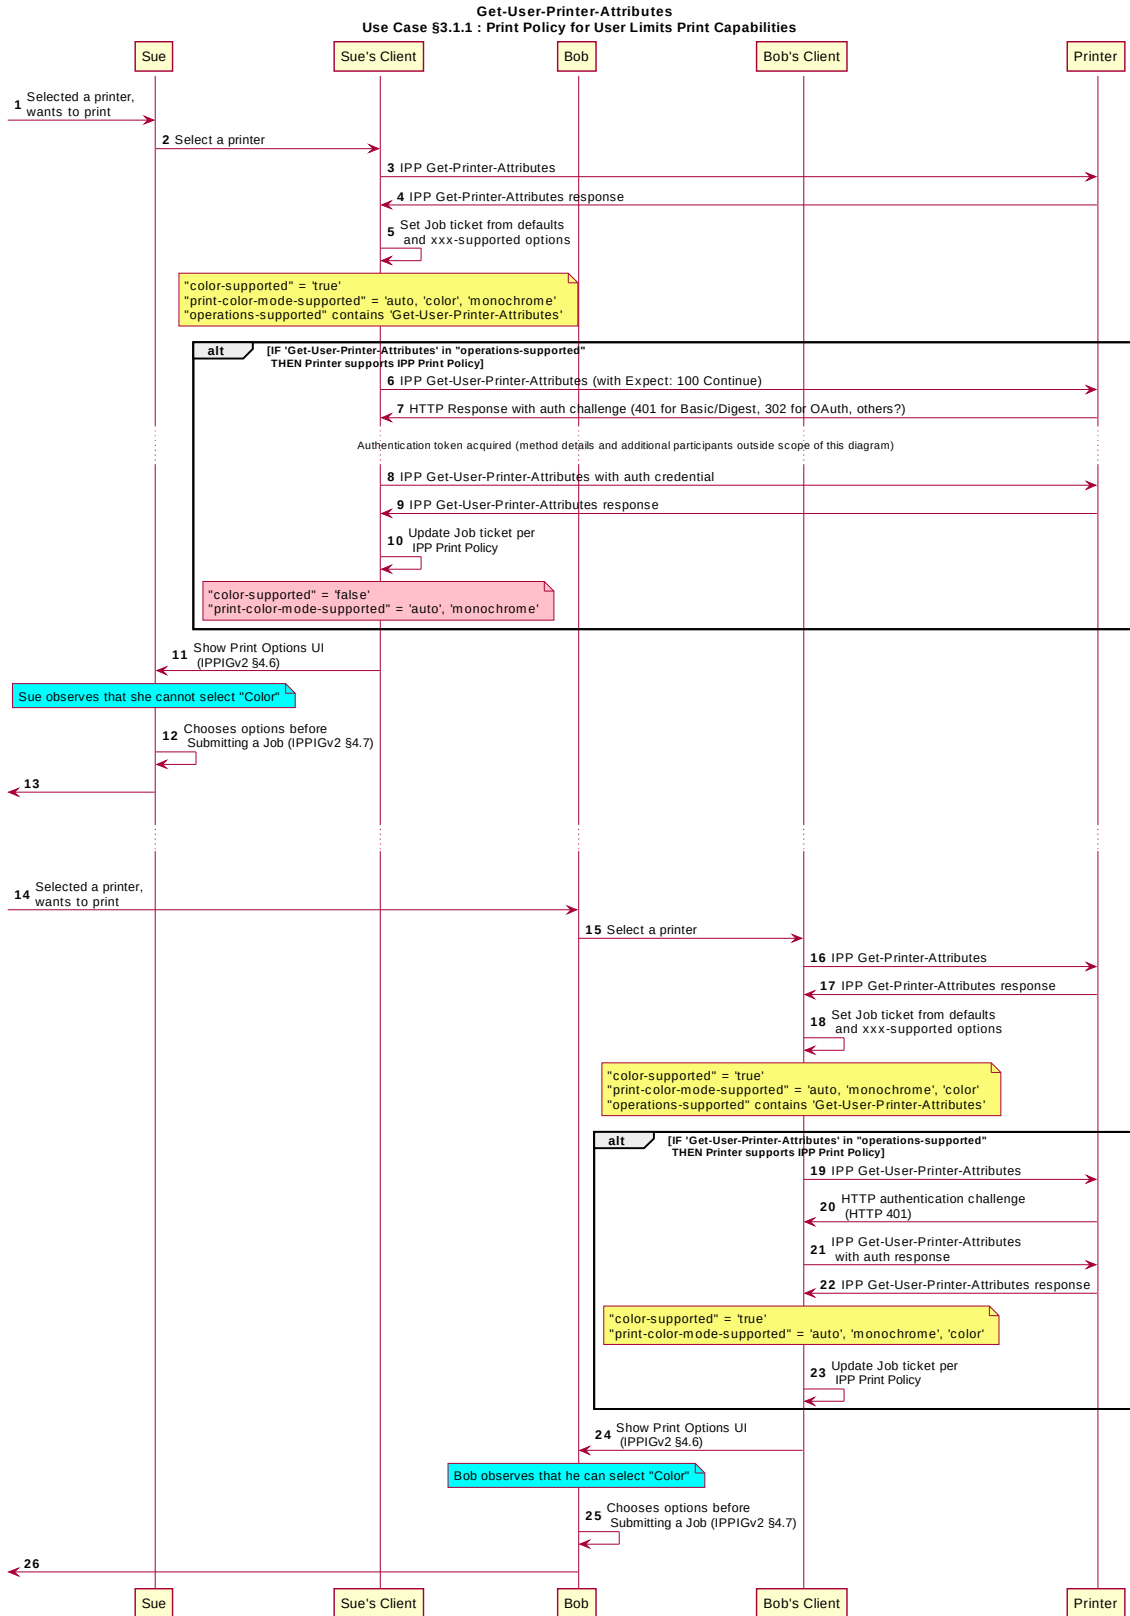 Get-User-Printer-Attributes
Use Case §3.1.1 : Print Policy for User Limits Print Capabilities
Sue
Sue's Client
Bob
Bob's Client
Printer
1 Selected a printer,
wants to print
2 Select a printer
3 IPP Get-Printer-Attributes
4 IPP Get-Printer-Attributes response
5 Set Job ticket from defaults
and xxx-supported options
"color-supported" = 'true'
"print-color-mode-supported" = 'auto, 'color', 'monochrome'
"operations-supported" contains 'Get-User-Printer-Attributes'
alt
[IF 'Get-User-Printer-Attributes' in "operations-supported"
THEN Printer supports IPP Print Policy]
6 IPP Get-User-Printer-Attributes (with Expect: 100 Continue)
7 HTTP Response with auth challenge (401 for Basic/Digest, 302 for OAuth, others?)
Authentication token acquired (method details and additional participants outside scope of this diagram)
8 IPP Get-User-Printer-Attributes with auth credential
9 IPP Get-User-Printer-Attributes response
10 Update Job ticket per
IPP Print Policy
"color-supported" = 'false'
"print-color-mode-supported" = 'auto', 'monochrome'
11 Show Print Options UI
(IPPIGv2 §4.6)
Sue observes that she cannot select "Color"
12 Chooses options before
Submitting a Job (IPPIGv2 §4.7)
13
14 Selected a printer,
wants to print
15 Select a printer
16 IPP Get-Printer-Attributes
17 IPP Get-Printer-Attributes response
18 Set Job ticket from defaults
and xxx-supported options
"color-supported" = 'true'
"print-color-mode-supported" = 'auto, 'monochrome', 'color'
"operations-supported" contains 'Get-User-Printer-Attributes'
alt
[IF 'Get-User-Printer-Attributes' in "operations-supported"
THEN Printer supports IPP Print Policy]
19 IPP Get-User-Printer-Attributes
20 HTTP authentication challenge
(HTTP 401)
21 IPP Get-User-Printer-Attributes
with auth response
22 IPP Get-User-Printer-Attributes response
"color-supported" = 'true'
"print-color-mode-supported" = 'auto', 'monochrome', 'color'
23 Update Job ticket per
IPP Print Policy
24 Show Print Options UI
(IPPIGv2 §4.6)
Bob observes that he can select "Color"
25 Chooses options before
Submitting a Job (IPPIGv2 §4.7)
26
Sue
Sue's Client
Bob
Bob's Client
Printer